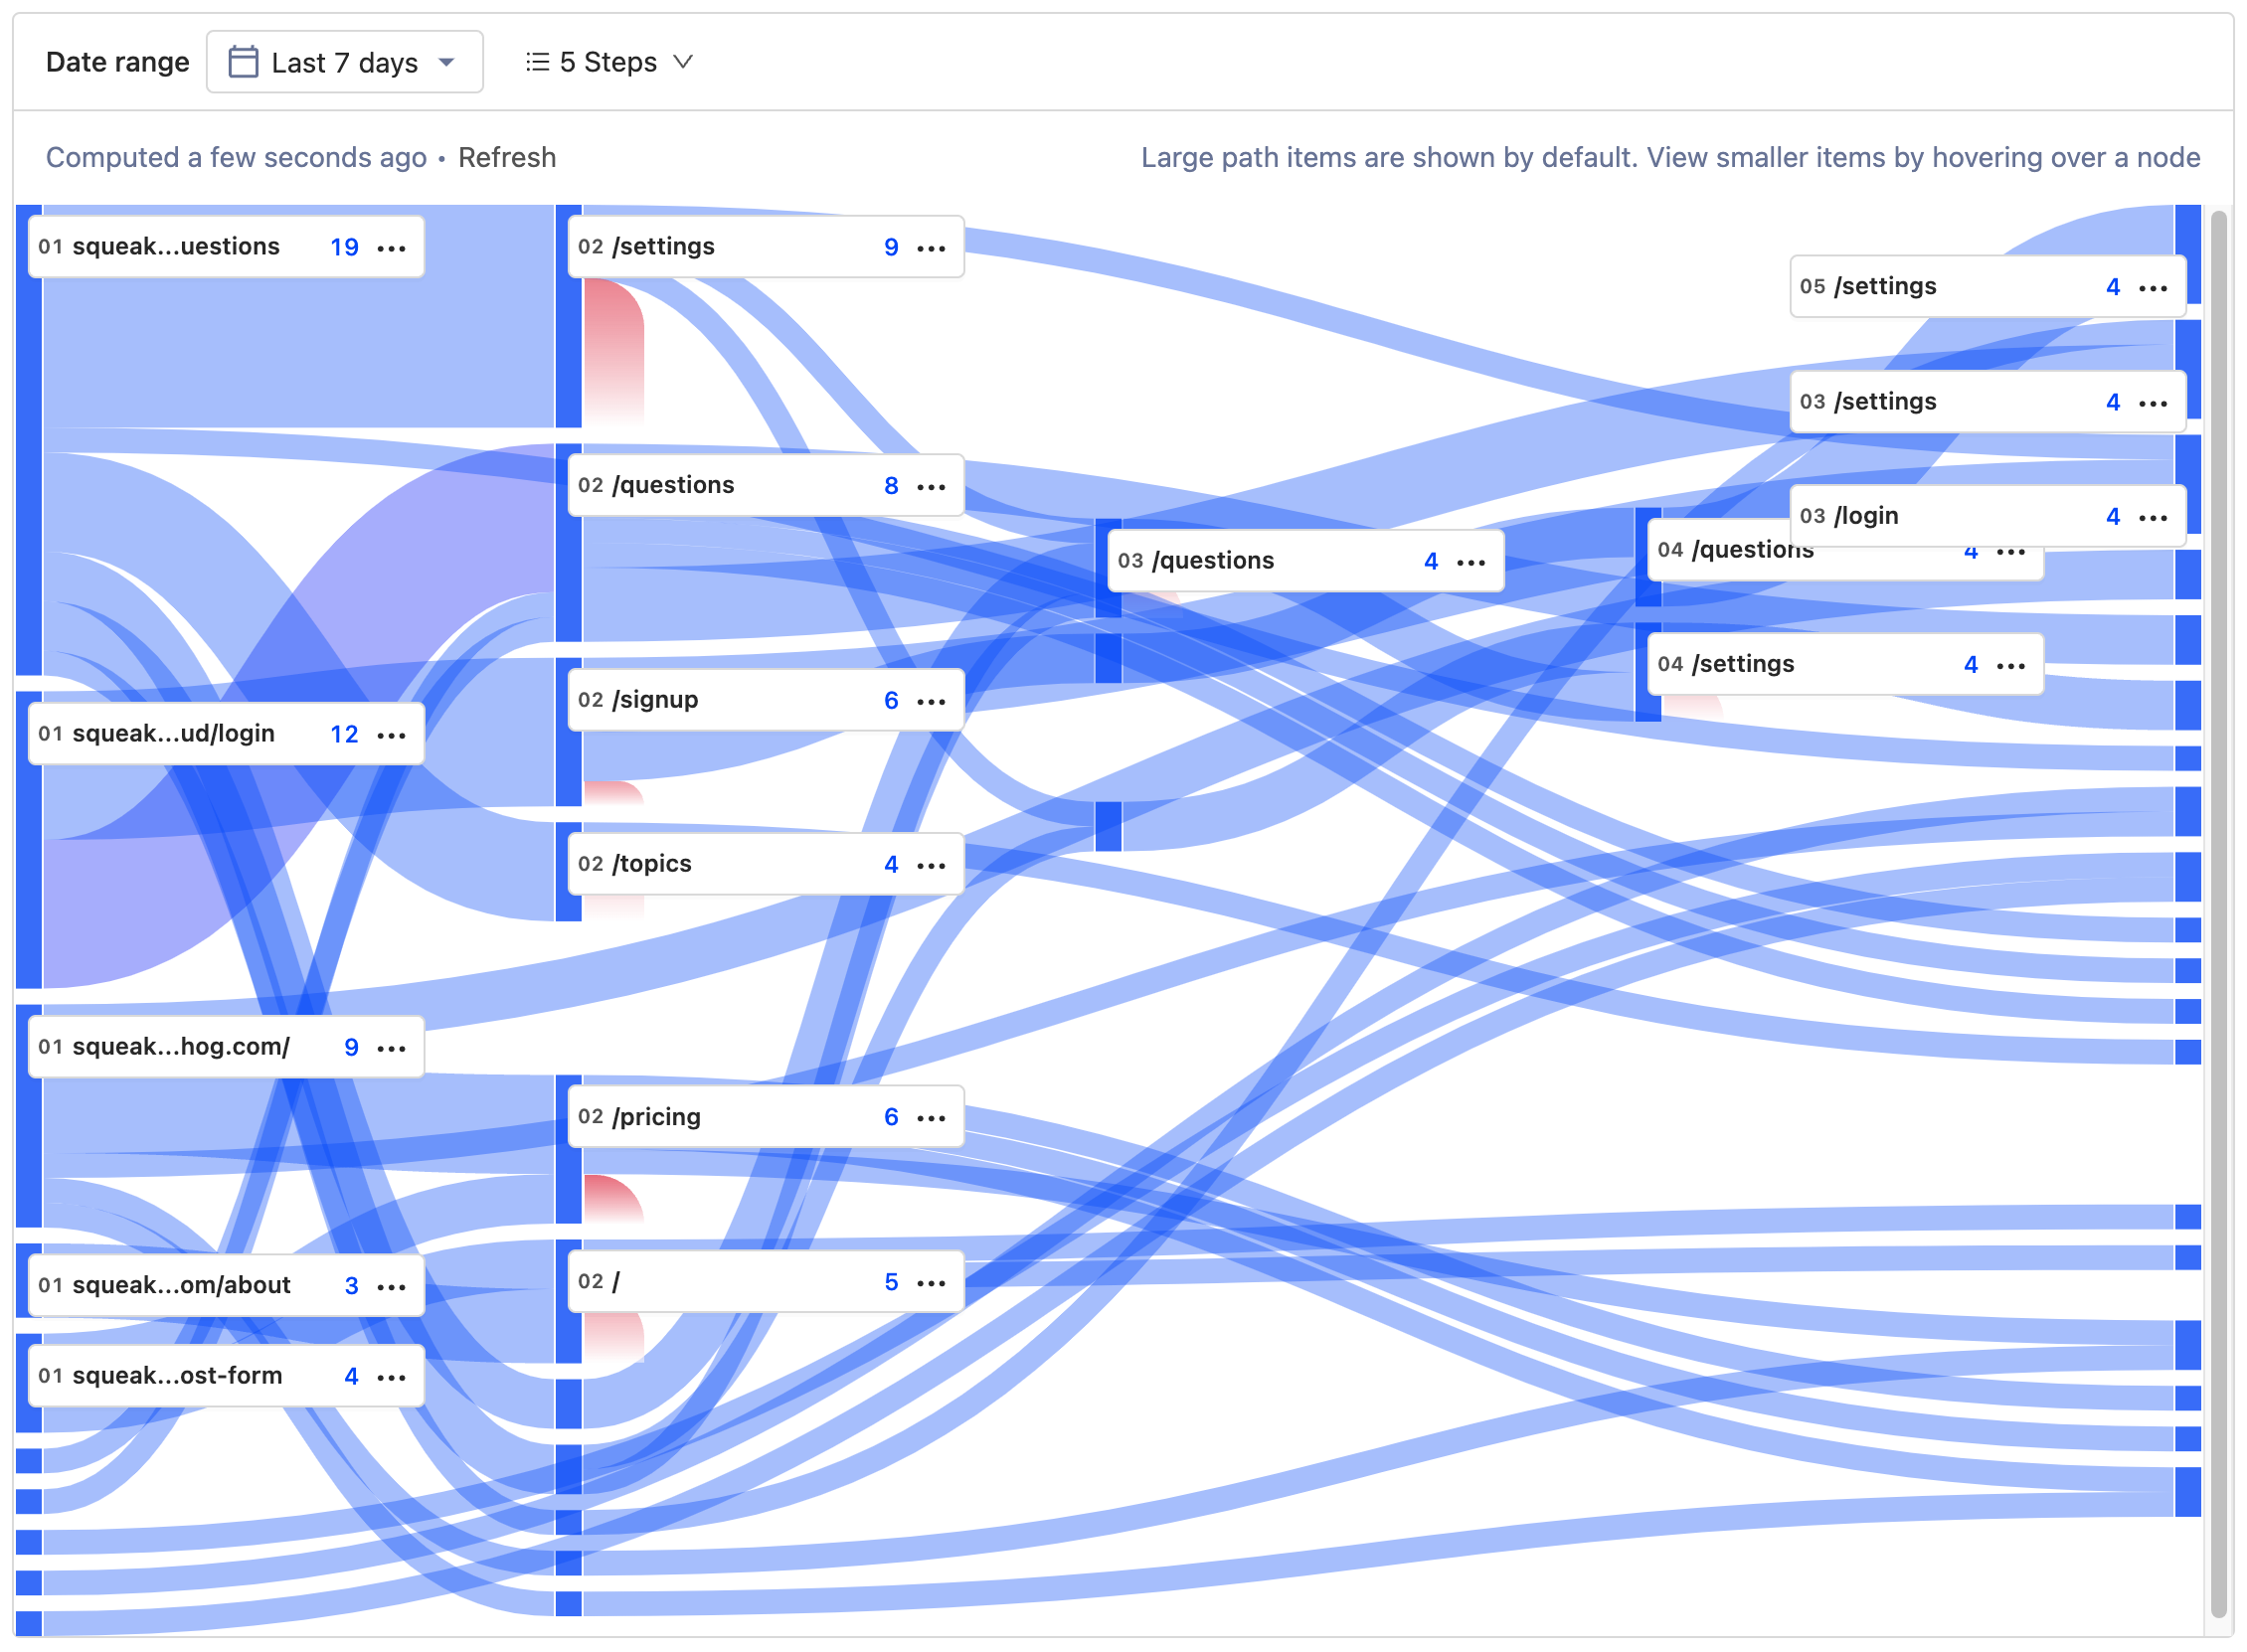 Date range Last 7 days 5 Steps
Computed a few seconds ago • Refresh
Large path items are shown by default. View smaller items by hovering over a node
01 squeak...uestions 19 •••
02 /settings 9 •••
05 /settings 4 •••
03 /settings 4 •••
02 /questions 8 •••
03 /login 4 •••
03 /questions 4 •••
04 /questions 4 •••
04 /settings 4 •••
02 /signup 6 •••
01 squeak...ud/login 12 •••
02 /topics 4 •••
01 squeak...hog.com/ 9 •••
02 /pricing 6 •••
02 / 5 •••
01 squeak...om/about 3 •••
01 squeak...ost-form 4 •••